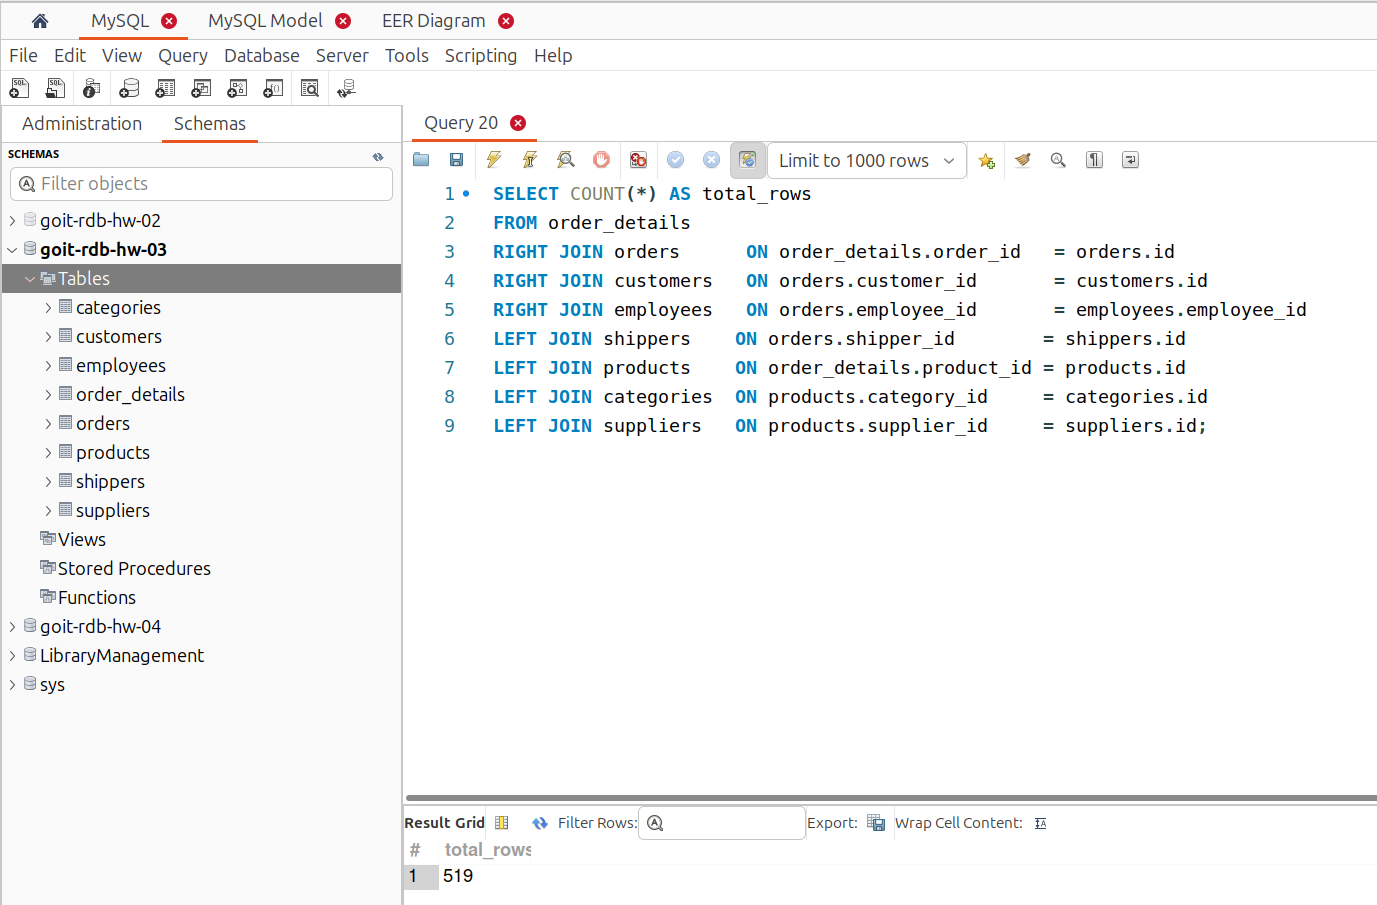 MySQL MySQL Model EER Diagram
File Edit View Query Database Server Tools Scripting Help
Administration Schemas
SCHEMAS
Filter objects
goit-rdb-hw-02
goit-rdb-hw-03
Tables
categories
customers
employees
order_details
orders
products
shippers
suppliers
Views
Stored Procedures
Functions
goit-rdb-hw-04
LibraryManagement
sys
Query 20
Limit to 1000 rows
1 SELECT COUNT(*) AS total_rows
2 FROM order_details
3 RIGHT JOIN orders ON order_details.order_id = orders.id
4 RIGHT JOIN customers ON orders.customer_id = customers.id
5 RIGHT JOIN employees ON orders.employee_id = employees.employee_id
6 LEFT JOIN shippers ON orders.shipper_id = shippers.id
7 LEFT JOIN products ON order_details.product_id = products.id
8 LEFT JOIN categories ON products.category_id = categories.id
9 LEFT JOIN suppliers ON products.supplier_id = suppliers.id;
Result Grid Filter Rows: Export: Wrap Cell Content:
# total_rows
1 519